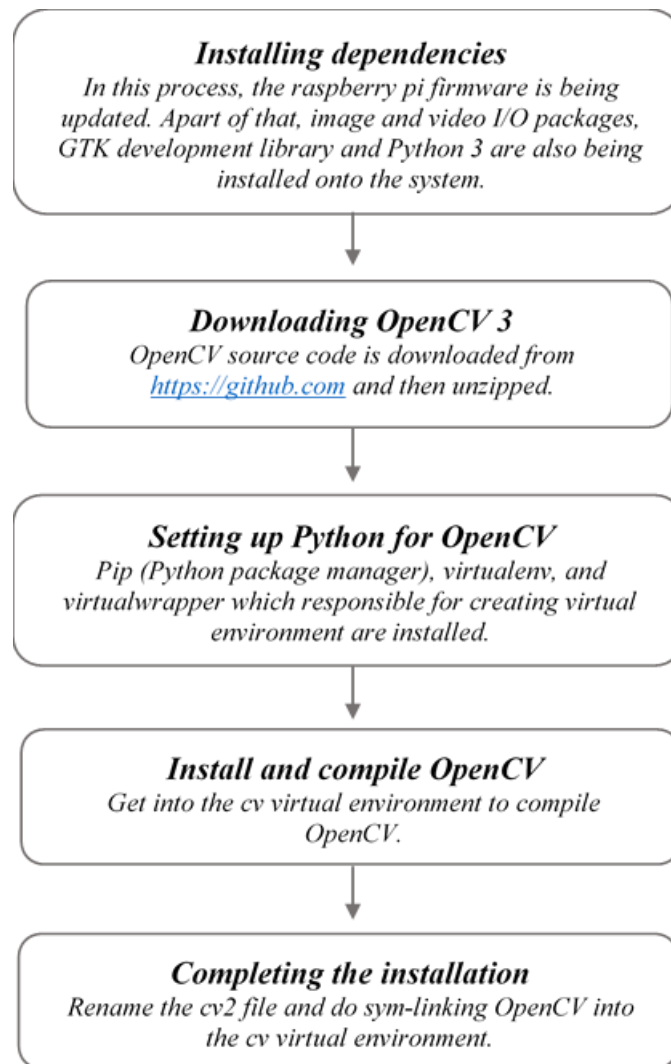 Installing dependencies
In this process, the raspberry pi firmware is being
updated. Apart of that, image and video I/O packages,
GTK development library and Python 3 are also being
installed onto the system.
Downloading OpenCV 3
OpenCV source code is downloaded from
https://github.com and then unzipped.
Setting up Python for OpenCV
Pip (Python package manager), virtualenv, and
virtualwrapper which responsible for creating virtual
environment are installed.
Install and compile OpenCV
Get into the cv virtual environment to compile
OpenCV.
Completing the installation
Rename the cv2 file and do sym-linking OpenCV into
the cv virtual environment.